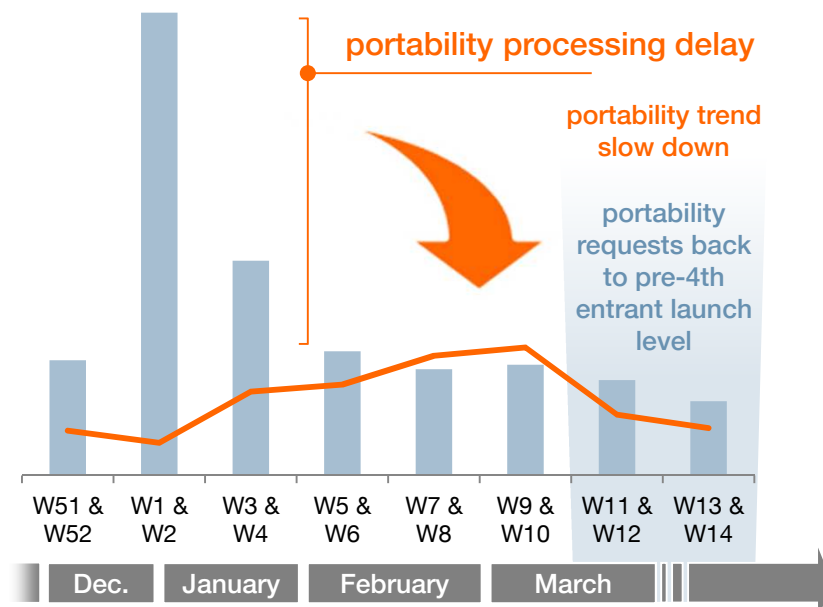 portability processing delay
portability trend
slow down
portability
requests back
to pre-4th
entrant launch
level
W51 &
W52
W1 &
W2
W3 &
W4
W5 &
W6
W7 &
W8
W9 &
W10
W11 &
W12
W13 &
W14
Dec.
January
February
March